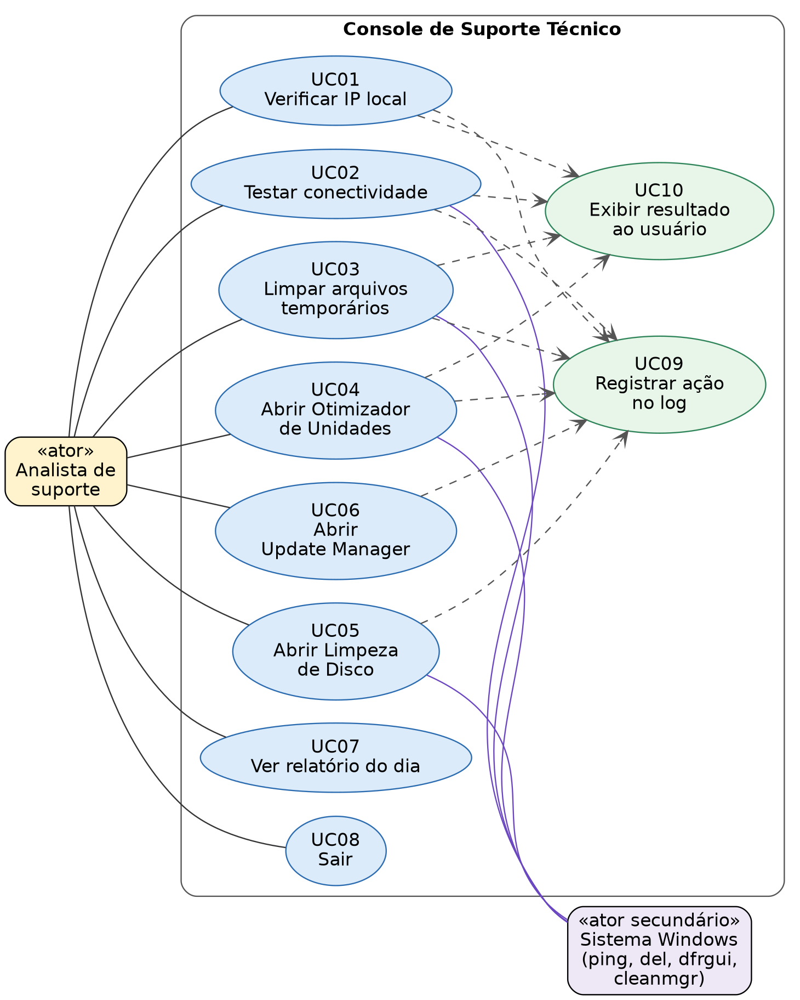 Console de Suporte Técnico
UC01
Verificar IP local
UC02
Testar conectividade
UC10
Exibir resultado
ao usuário
UC03
Limpar arquivos
temporários
UC09
Registrar ação
no log
UC04
Abrir Otimizador
de Unidades
«ator»
Analista de
suporte
UC06
Abrir
Update Manager
UC05
Abrir Limpeza
de Disco
UC07
Ver relatório do dia
UC08
Sair
«ator secundário»
Sistema Windows
(ping, del, dfrgui,
cleanmgr)